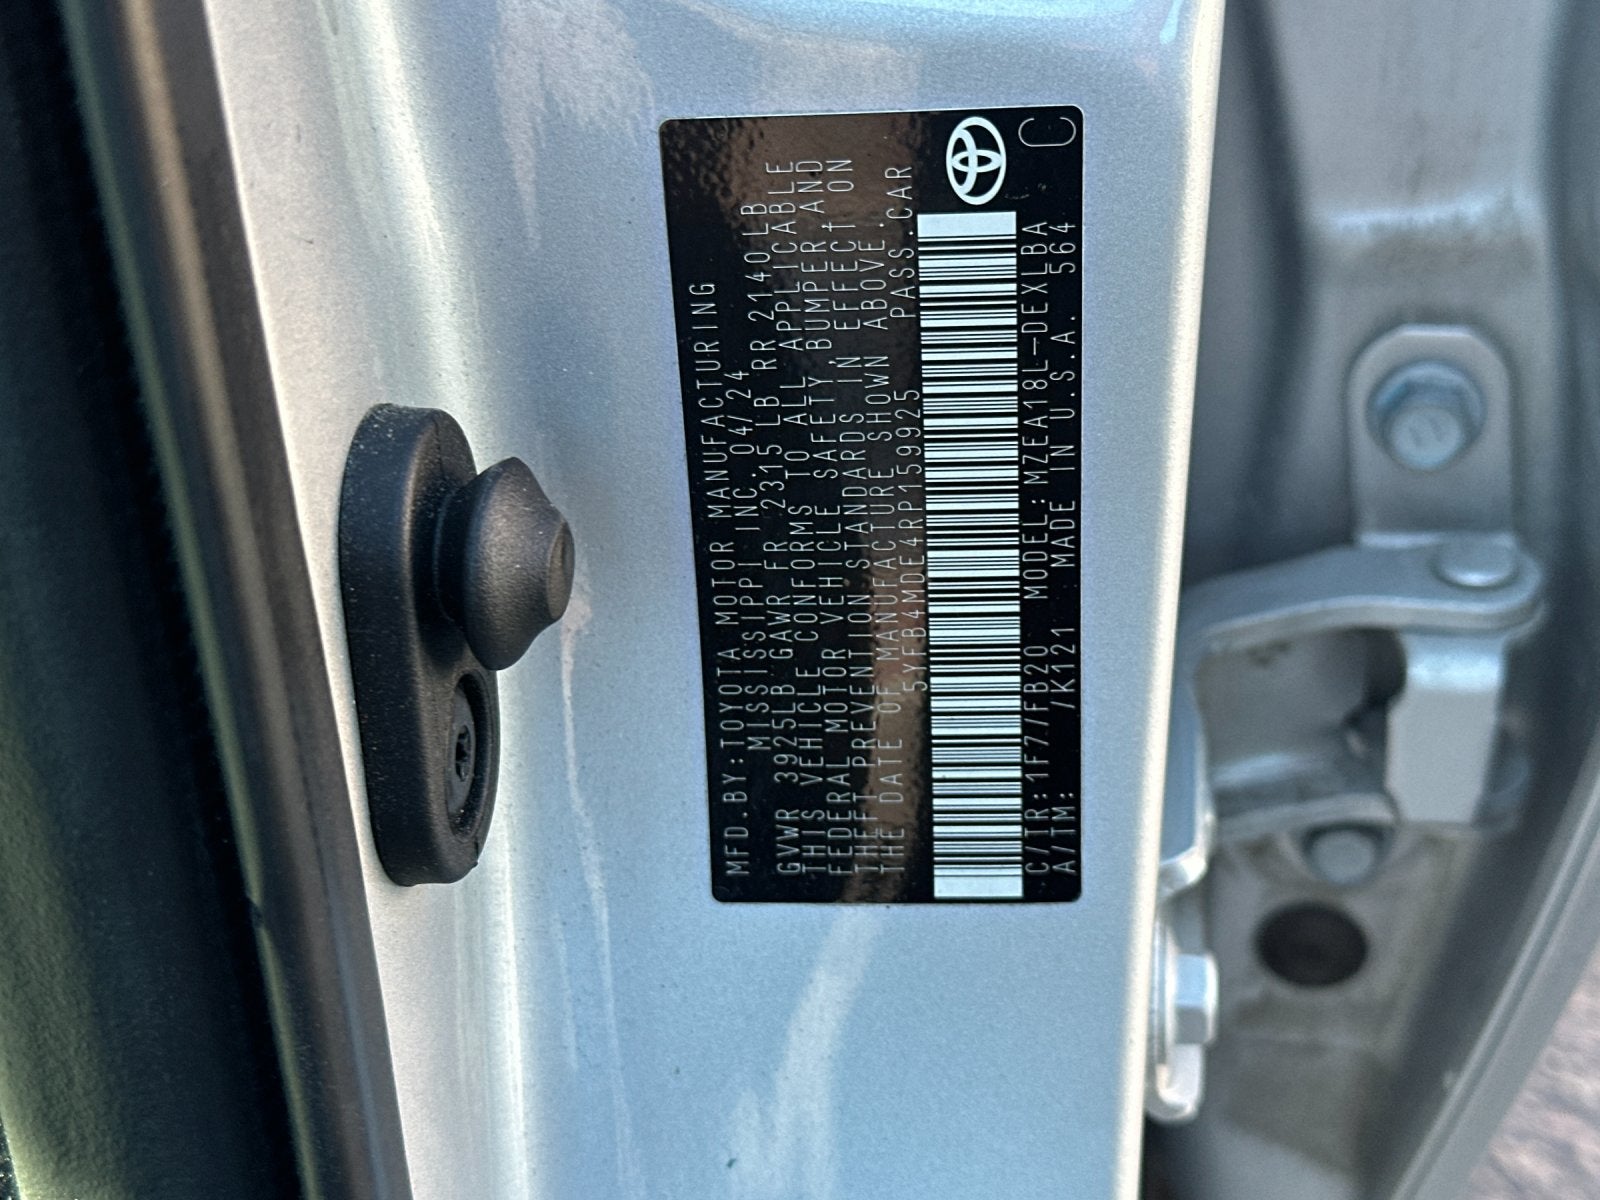 MFD.BY:TOYOTA MOTOR MANUFACTURING
MISSISSIPPI INC. 04/24
GVWR 3925LB GAWR FR 2315 LB RR 2140LB
THIS VEHICLE CONFORMS TO ALL APPLICABLE
FEDERAL MOTOR VEHICLE SAFETY, BUMPER, AND
THEFT PREVENTION STANDARDS IN EFFECT ON
THE DATE OF MANUFACTURE SHOWN ABOVE.
5YFB4MDE4RP159925 PASS.CAR
C/TR:1F7/FB20 MODEL:MZEA18L-DEXLBA
A/TM: /K121 MADE IN U.S.A. 564
C